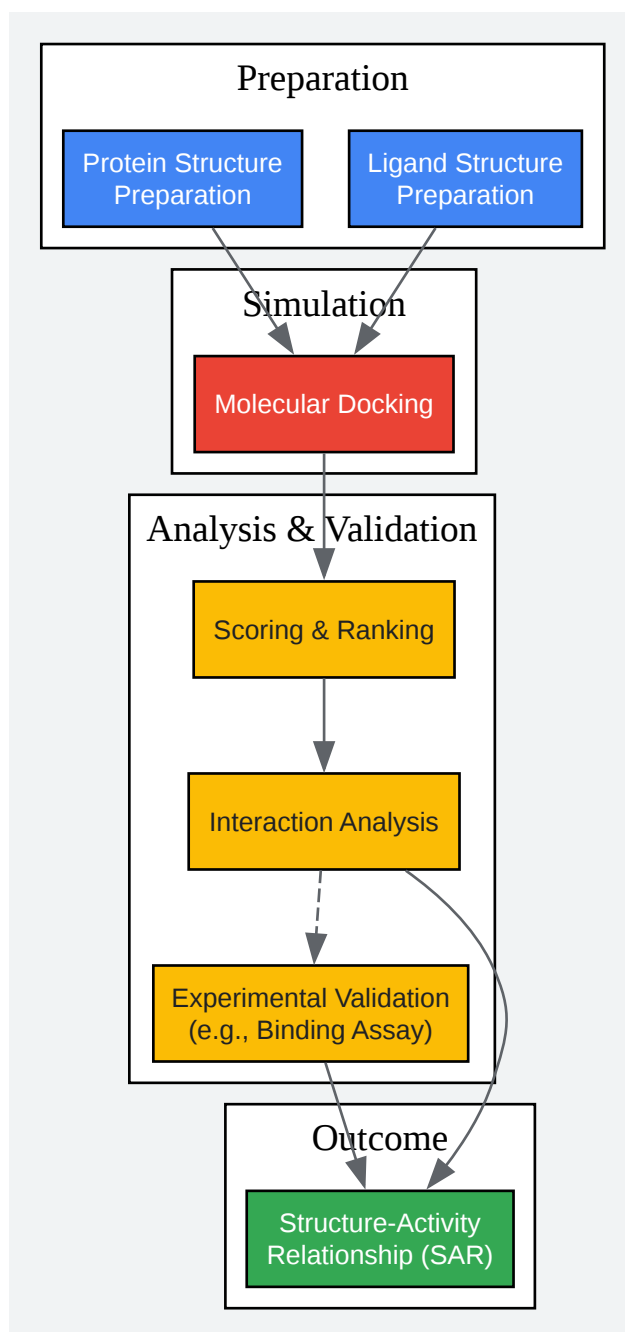 Preparation
Protein Structure
Preparation
Ligand Structure
Preparation
Simulation
Molecular Docking
Analysis & Validation
Scoring & Ranking
Interaction Analysis
Experimental Validation
(e.g., Binding Assay)
Outcome
Structure-Activity
Relationship (SAR)